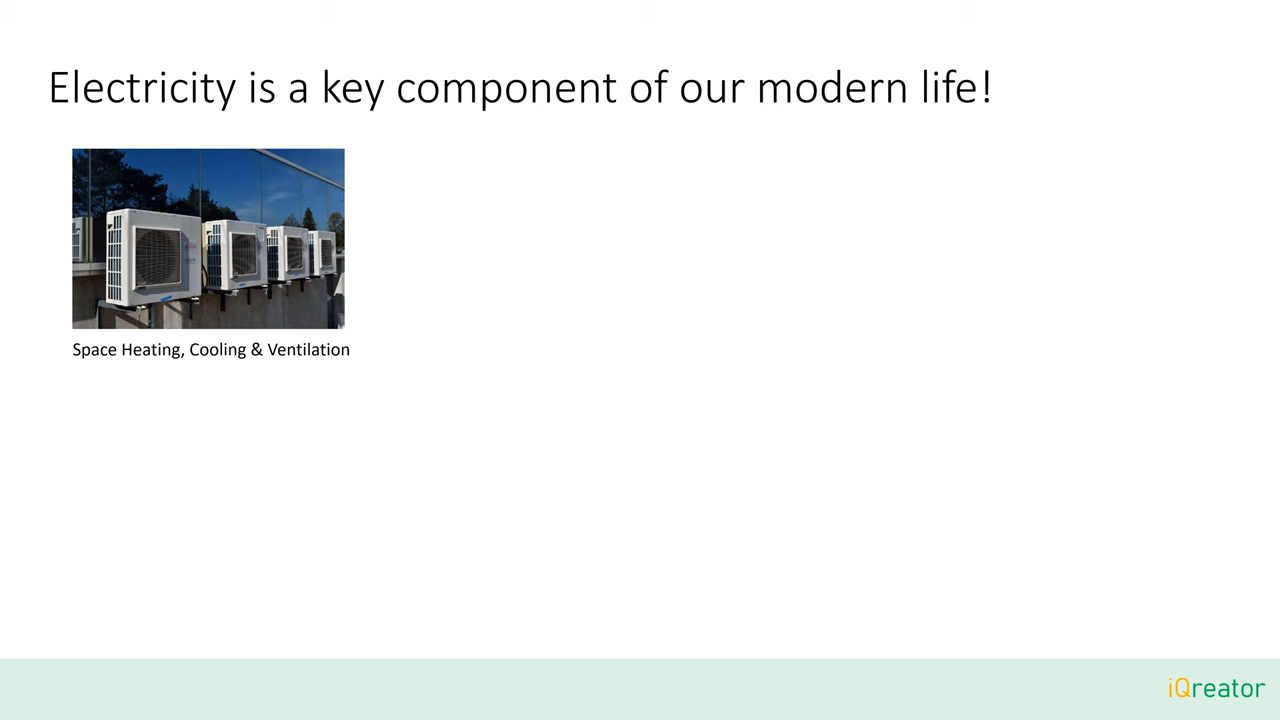 Electricity is a key component of our modern life!
Space Heating, Cooling & Ventilation
iQreator